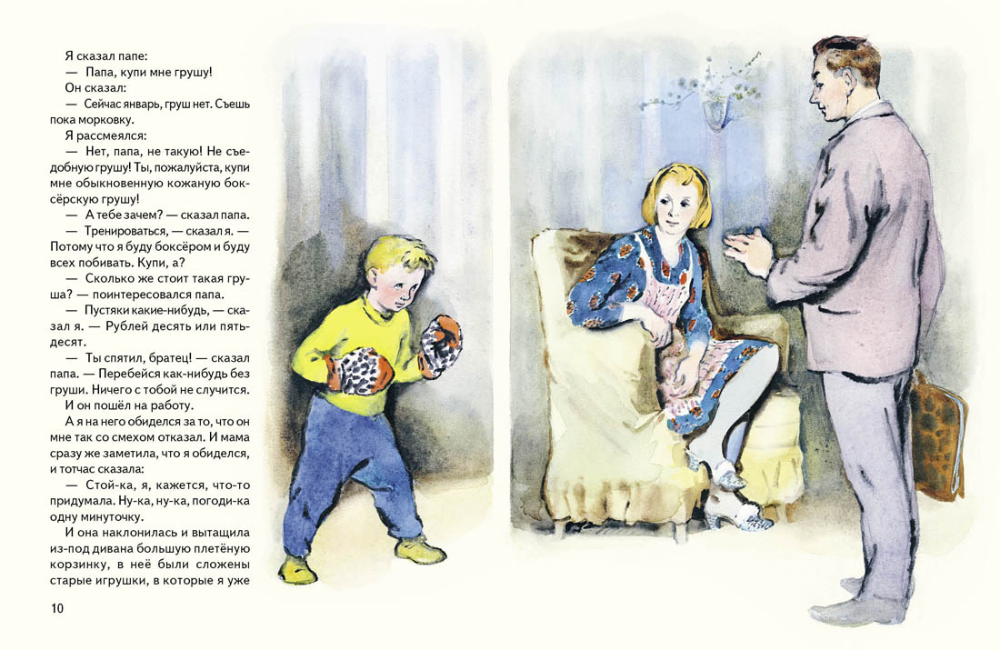 Я сказал папе:
— Папа, купи мне грушу!
Он сказал:
— Сейчас январь, груш нет. Съешь
пока морковку.
Я рассмеялся:
— Нет, папа, не такую! Не съе-
добную грушу! Ты, пожалуйста, купи
мне обыкновенную кожаную бок-
сёрскую грушу!
— А тебе зачем? — сказал папа.
— Тренироваться, — сказал я. —
Потому что я буду боксёром и буду
всех побивать. Купи, а?
— Сколько же стоит такая гру-
ша? — поинтересовался папа.
— Пустяки какие-нибудь, — ска-
зал я. — Рублей десять или пять-
десят.
— Ты спятил, братец! — сказал
папа. — Перебейся как-нибудь без
груши. Ничего с тобой не случится.
И он пошёл на работу.
А я на него обиделся за то, что он
мне так со смехом отказал. И мама
сразу же заметила, что я обиделся,
и тотчас сказала:
— Стой-ка, я, кажется, что-то
придумала. Ну-ка, ну-ка, погоди-ка
одну минуточку.
И она наклонилась и вытащила
из-под дивана большую плетёную
корзинку, в неё были сложены
старые игрушки, в которые я уже
10